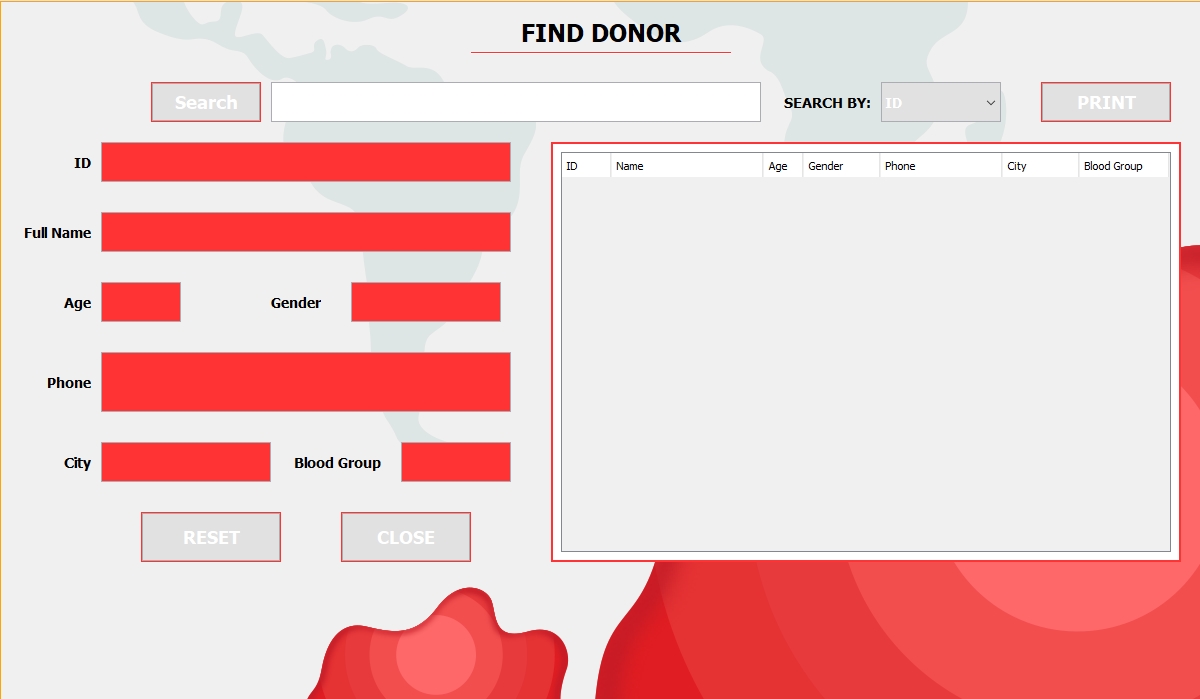 FIND DONOR
Search SEARCH BY: ID PRINT
ID
Full Name
Age Gender
Phone
City Blood Group
RESET CLOSE
ID Name Age Gender Phone City Blood Group